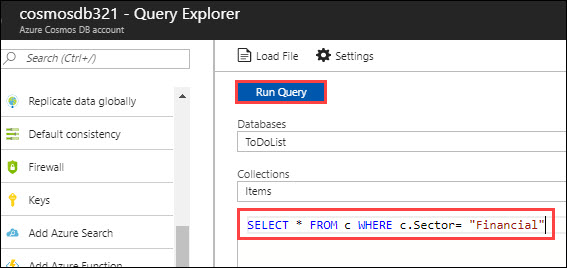 cosmosdb321 - Query Explorer
Azure Cosmos DB account
Search (Ctrl+/)
Replicate data globally
Default consistency
Firewall
Keys
Add Azure Search
Add Azure Function
Load File
Settings
Run Query
Databases
ToDoList
Collections
Items
SELECT * FROM c WHERE c.Sector= "Financial"